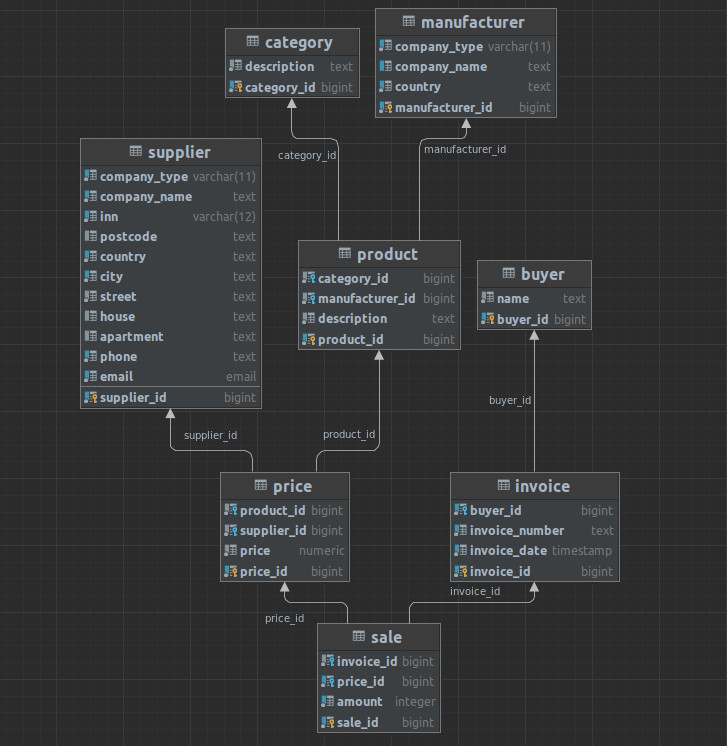 category
description text
category_id bigint
manufacturer
company_type varchar(11)
company_name text
country text
manufacturer_id bigint
category_id
manufacturer_id
supplier
company_type varchar(11)
company_name text
inn varchar(12)
postcode text
country text
city text
street text
house text
apartment text
phone text
email email
supplier_id bigint
product
category_id bigint
manufacturer_id bigint
description text
product_id bigint
buyer
name text
buyer_id bigint
supplier_id
product_id
buyer_id
price
product_id bigint
supplier_id bigint
price numeric
price_id bigint
invoice
buyer_id bigint
invoice_number text
invoice_date timestamp
invoice_id bigint
price_id
invoice_id
sale
invoice_id bigint
price_id bigint
amount integer
sale_id bigint